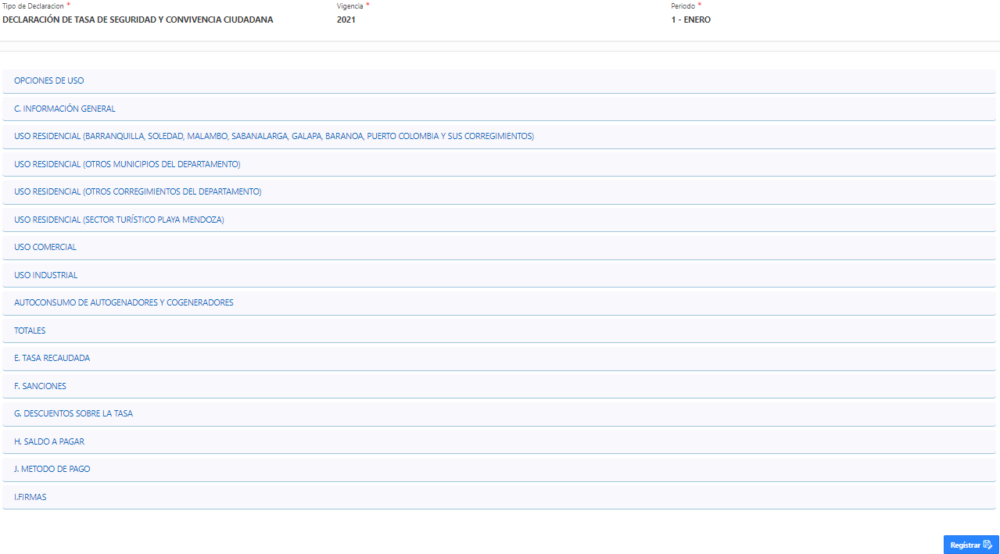 Tipo de Declaracion * Vigencia * Periodo *
DECLARACIÓN DE TASA DE SEGURIDAD Y CONVIVENCIA CIUDADANA 2021 1 - ENERO
OPCIONES DE USO
C. INFORMACIÓN GENERAL
USO RESIDENCIAL (BARRANQUILLA, SOLEDAD, MALAMBO, SABANALARGA, GALAPA, BARANOA, PUERTO COLOMBIA Y SUS CORREGIMIENTOS)
USO RESIDENCIAL (OTROS MUNICIPIOS DEL DEPARTAMENTO)
USO RESIDENCIAL (OTROS CORREGIMIENTOS DEL DEPARTAMENTO)
USO RESIDENCIAL (SECTOR TURÍSTICO PLAYA MENDOZA)
USO COMERCIAL
USO INDUSTRIAL
AUTOCONSUMO DE AUTOGENADORES Y COGENERADORES
TOTALES
E. TASA RECAUDADA
F. SANCIONES
G. DESCUENTOS SOBRE LA TASA
H. SALDO A PAGAR
J. METODO DE PAGO
I.FIRMAS
Registrar